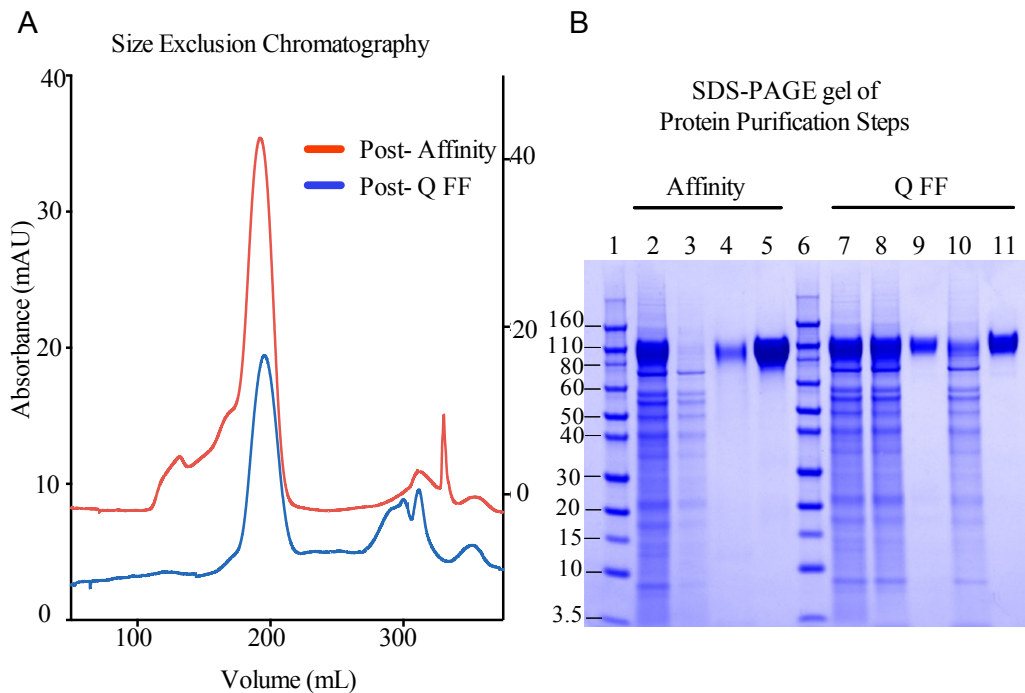 A
Size Exclusion Chromatography
40
30
20
10
0
Absorbance (mAU)
Post- Affinity
Post- Q FF
40
20
0
100
200
300
Volume (mL)
B
SDS-PAGE gel of
Protein Purification Steps
Affinity
Q FF
1 2 3 4 5 6 7 8 9 10 11
160
110
80
60
50
40
30
20
15
10
3.5